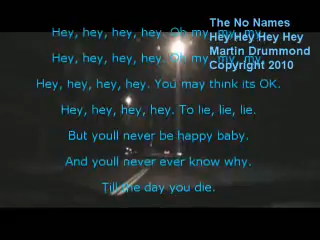 The No Names
Hey Hey Hey Hey
Martin Drummond
Copyright 2010
Hey, hey, hey, hey. Oh my, my, my.
Hey, hey, hey, hey. Oh my, my, my.
Hey, hey, hey, hey. You may think its OK.
Hey, hey, hey, hey. To lie, lie, lie.
But youll never be happy baby.
And youll never ever know why.
Till the day you die.